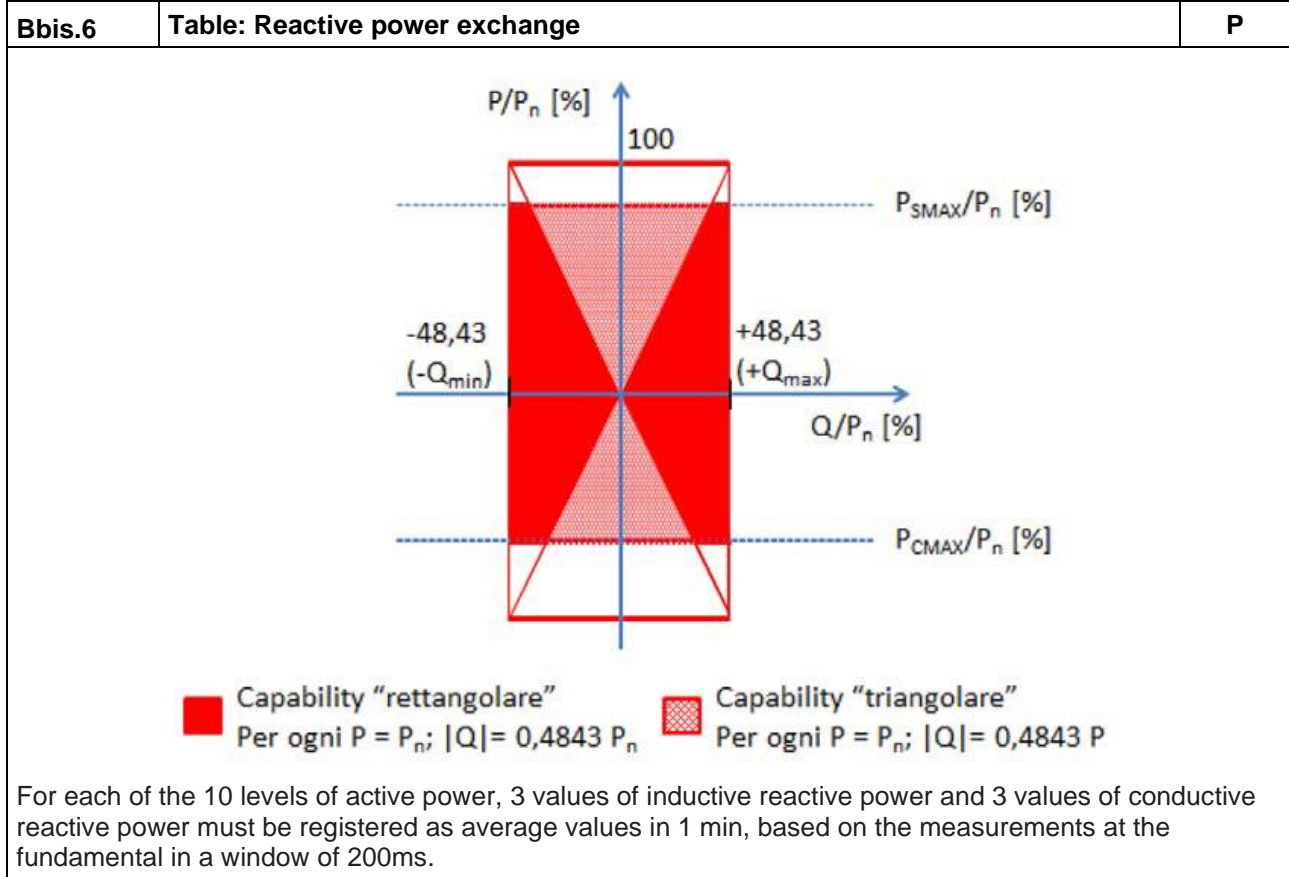 Bbis.6 Table: Reactive power exchange P
P/Pn [%]
100
PSMAX/Pn [%]
-48,43
(-Qmin)
+48,43
(+Qmax)
Q/Pn [%]
PCMAX/Pn [%]
Capability “rettangolare”
Per ogni P = Pn; |Q|= 0,4843 Pn
Capability “triangolare”
Per ogni P = Pn; |Q|= 0,4843 P
For each of the 10 levels of active power, 3 values of inductive reactive power and 3 values of conductive
reactive power must be registered as average values in 1 min, based on the measurements at the
fundamental in a window of 200ms.